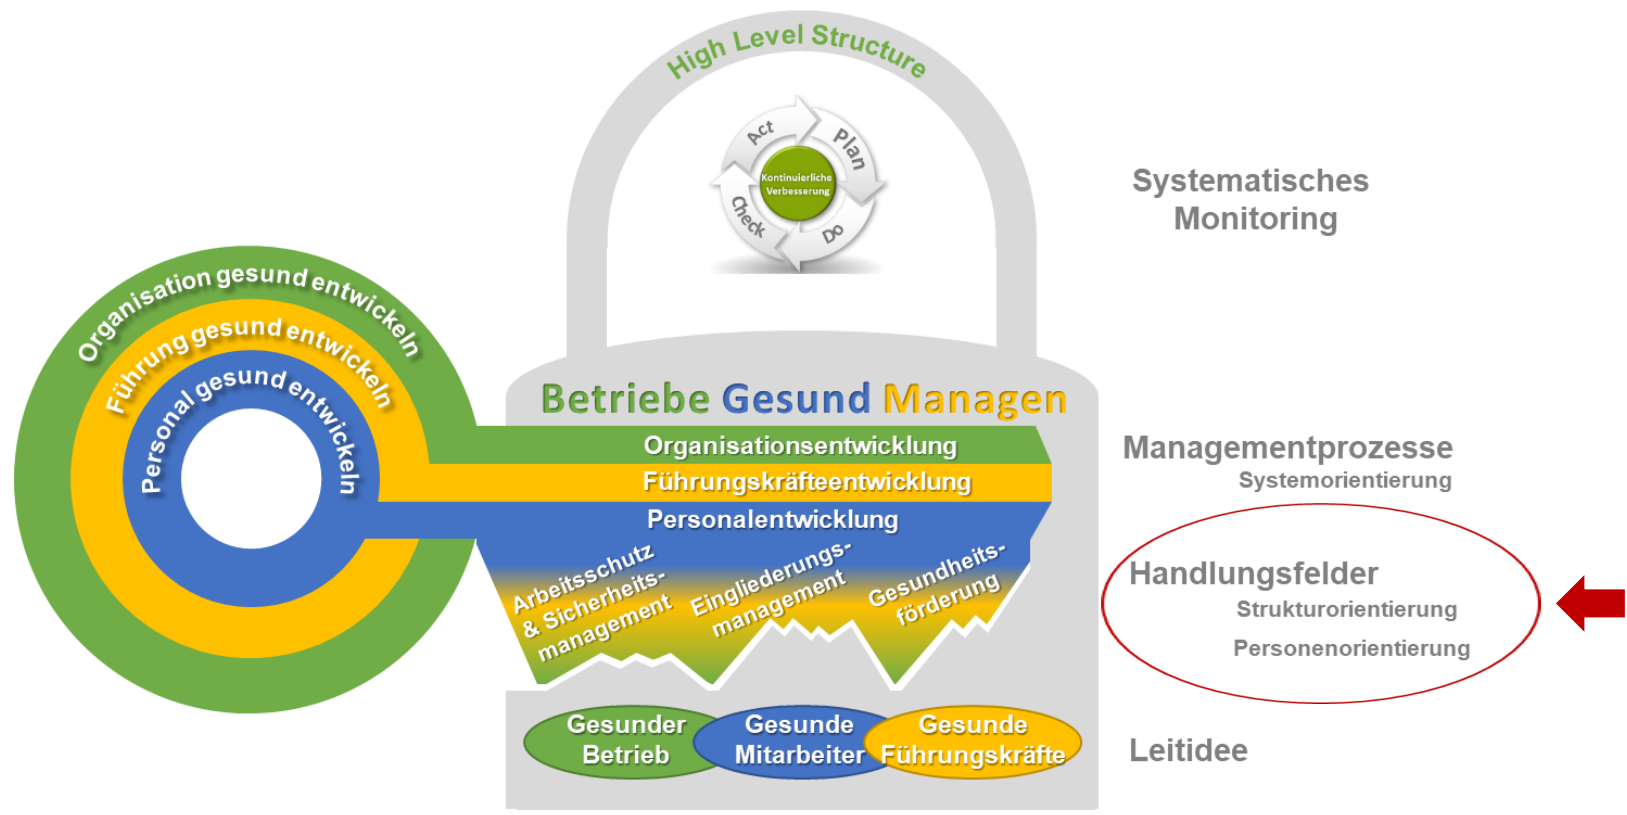 High Level Structure
Act
Plan
Kontinuierliche
Verbesserung
Check
Do
Systematisches
Monitoring
Organisation gesund entwickeln
Führung gesund entwickeln
Personal gesund entwickeln
Betriebe Gesund Managen
Organisationsentwicklung
Führungskräfteentwicklung
Personalentwicklung
Managementprozesse
Systemorientierung
Arbeitsschutz
& Sicherheits-
management
Eingliederungs-
management
Gesundheits-
förderung
Handlungsfelder
Strukturorientierung
Personenorientierung
Gesunder
Betrieb
Gesunde
Mitarbeiter
Gesunde
Führungskräfte
Leitidee